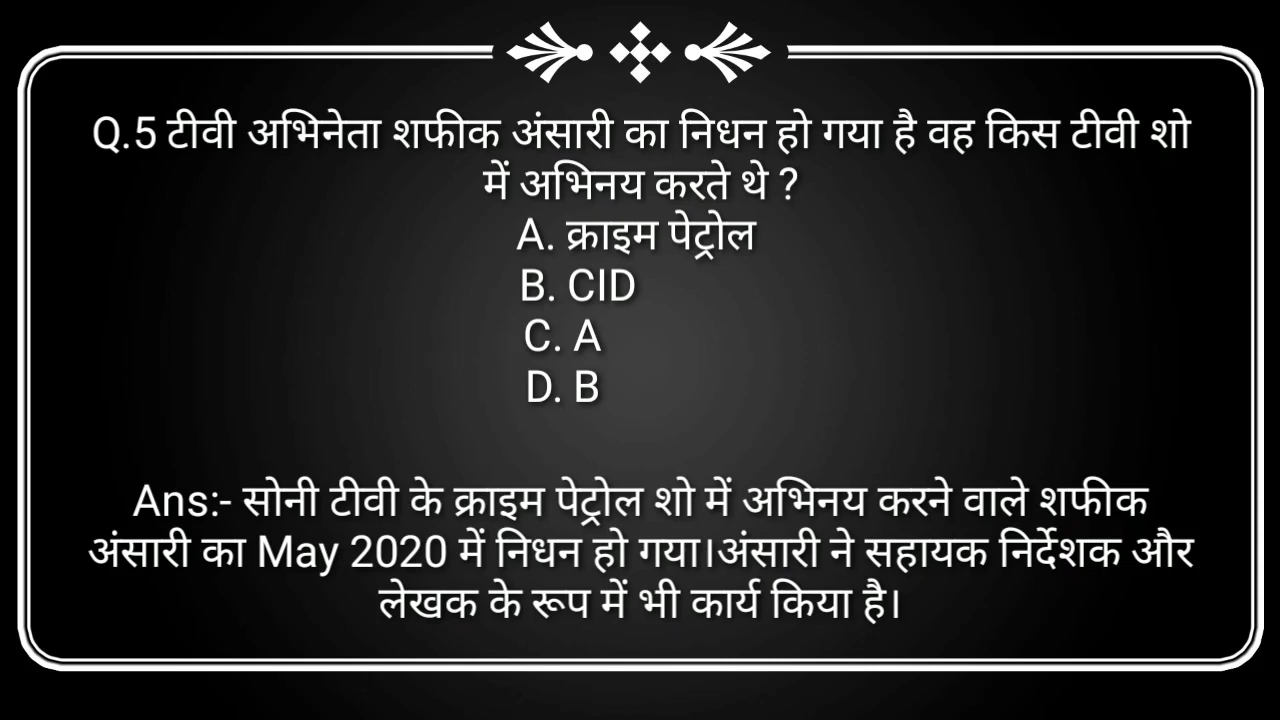 Q.5 टीवी अभिनेता शफीक अंसारी का निधन हो गया है वह किस टीवी शो
में अभिनय करते थे ?
A. क्राइम पेट्रोल
B. CID
C. A
D. B
Ans:- सोनी टीवी के क्राइम पेट्रोल शो में अभिनय करने वाले शफीक
अंसारी का May 2020 में निधन हो गया।अंसारी ने सहायक निर्देशक और
लेखक के रूप में भी कार्य किया है।